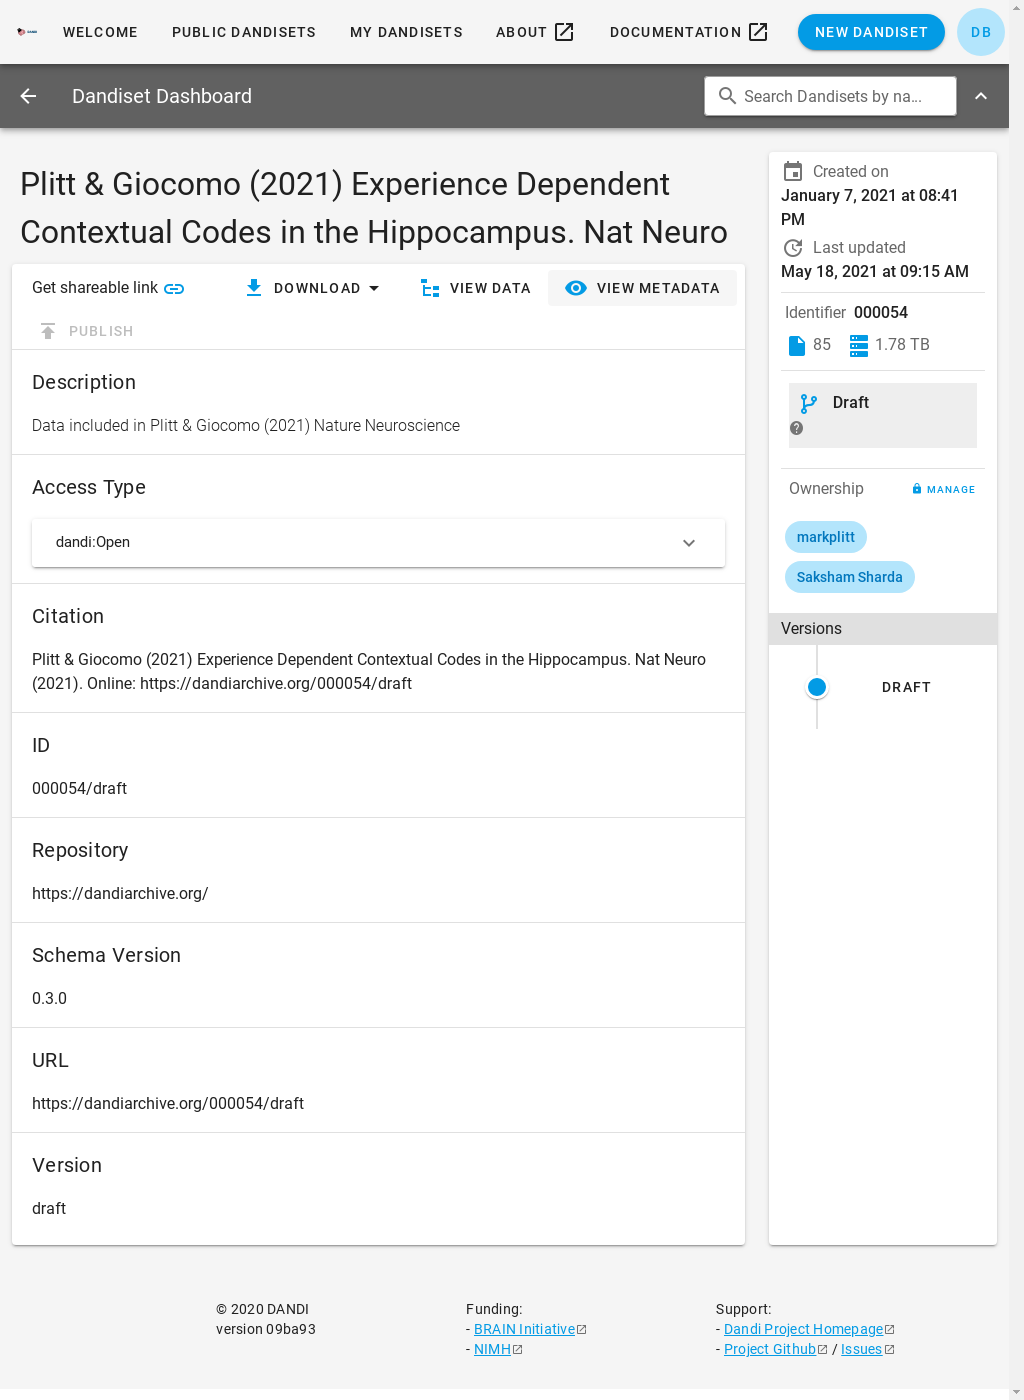 WELCOME PUBLIC DANDISETS MY DANDISETS ABOUT DOCUMENTATION NEW DANDISET DB
Dandiset Dashboard Search Dandisets by na...
Plitt & Giocomo (2021) Experience Dependent
Contextual Codes in the Hippocampus. Nat Neuro
Get shareable link DOWNLOAD VIEW DATA VIEW METADATA
PUBLISH
Description
Data included in Plitt & Giocomo (2021) Nature Neuroscience
Access Type
dandi:Open
Citation
Plitt & Giocomo (2021) Experience Dependent Contextual Codes in the Hippocampus. Nat Neuro
(2021). Online: https://dandiarchive.org/000054/draft
ID
000054/draft
Repository
https://dandiarchive.org/
Schema Version
0.3.0
URL
https://dandiarchive.org/000054/draft
Version
draft
Created on
January 7, 2021 at 08:41
PM
Last updated
May 18, 2021 at 09:15 AM
Identifier 000054
85 1.78 TB
Draft
Ownership MANAGE
markplitt
Saksham Sharda
Versions
DRAFT
© 2020 DANDI
version 09ba93
Funding:
- BRAIN Initiative
- NIMH
Support:
- Dandi Project Homepage
- Project Github / Issues